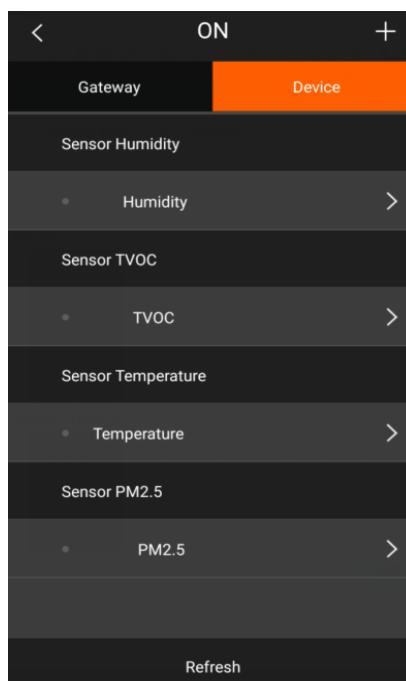 ON
Gateway Device
Sensor Humidity
Humidity
Sensor TVOC
TVOC
Sensor Temperature
Temperature
Sensor PM2.5
PM2.5
Refresh